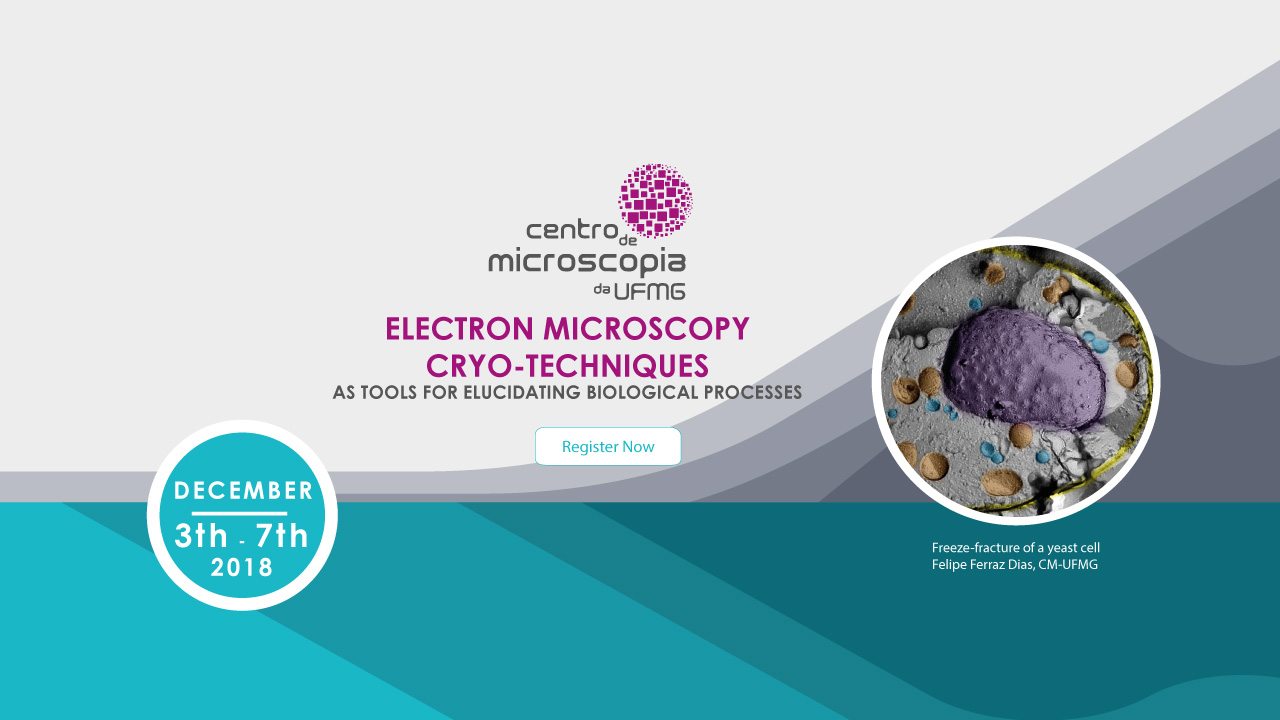 centro de
microscopia
da UFMG
ELECTRON MICROSCOPY
CRYO-TECHNIQUES
AS TOOLS FOR ELUCIDATING BIOLOGICAL PROCESSES
Register Now
DECEMBER
3th - 7th
2018
Freeze-fracture of a yeast cell
Felipe Ferraz Dias, CM-UFMG